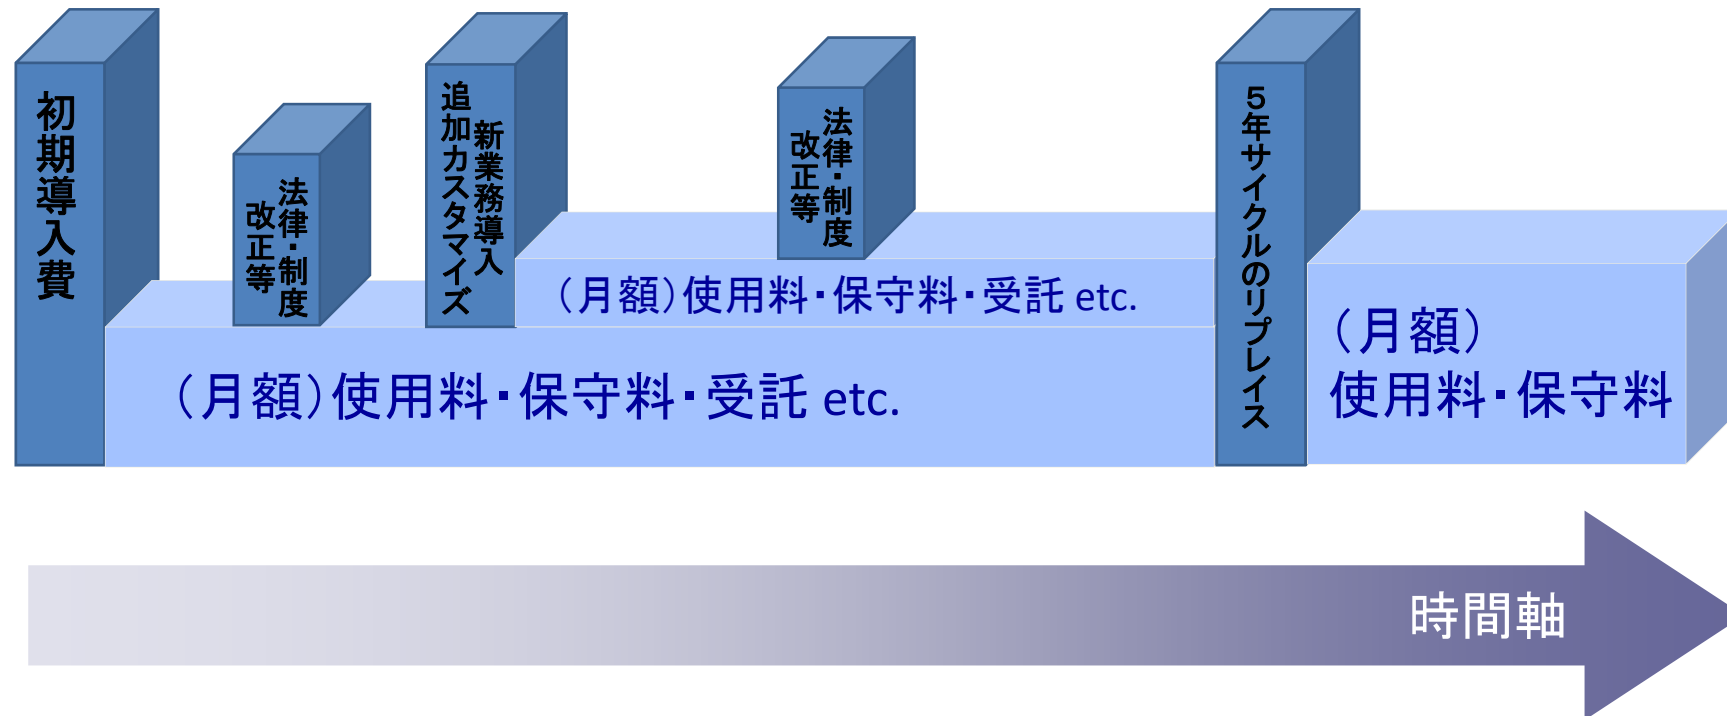 初期導入費
法律・制度
改正等
新業務導入
追加カスタマイズ
法律・制度
改正等
５年サイクルのリプレイス
（月額）使用料・保守料・受託 etc.
（月額）使用料・保守料・受託 etc.
（月額）
使用料・保守料
時間軸